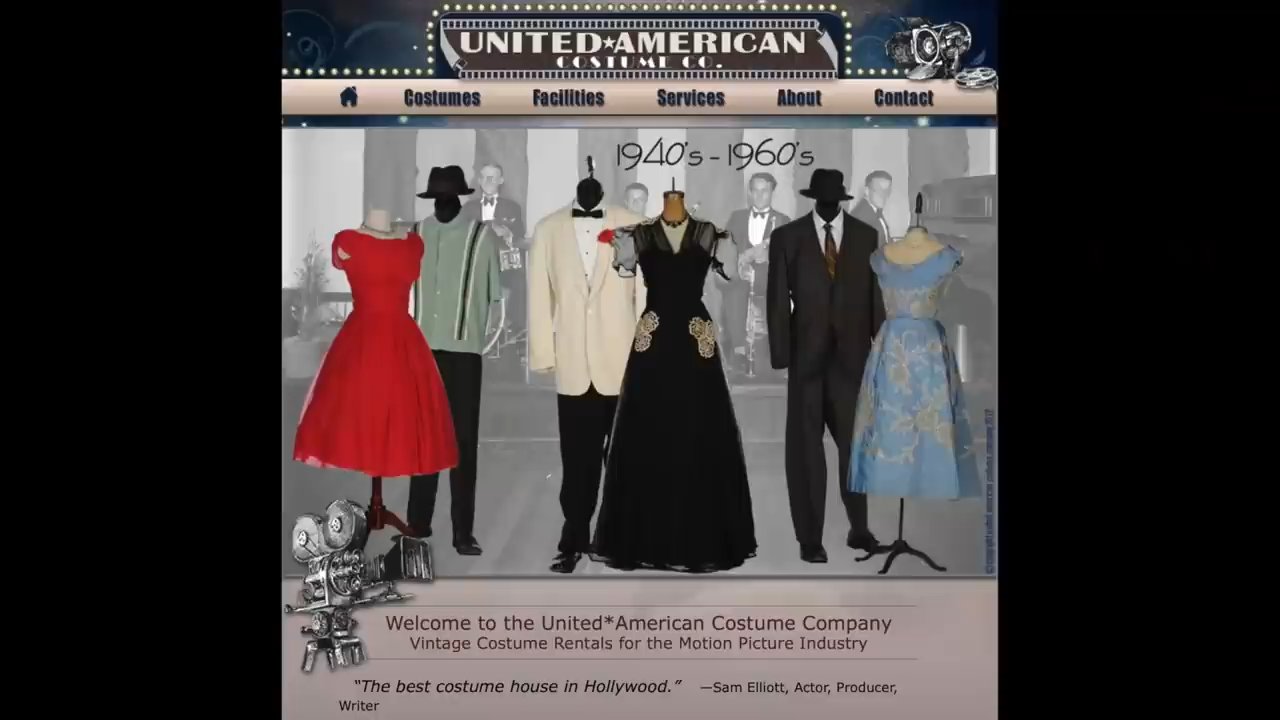 UNITED★AMERICAN
COSTUME CO.
Costumes Facilities Services About Contact
1940's - 1960's
Welcome to the United*American Costume Company
Vintage Costume Rentals for the Motion Picture Industry
“The best costume house in Hollywood.” —Sam Elliott, Actor, Producer,
Writer